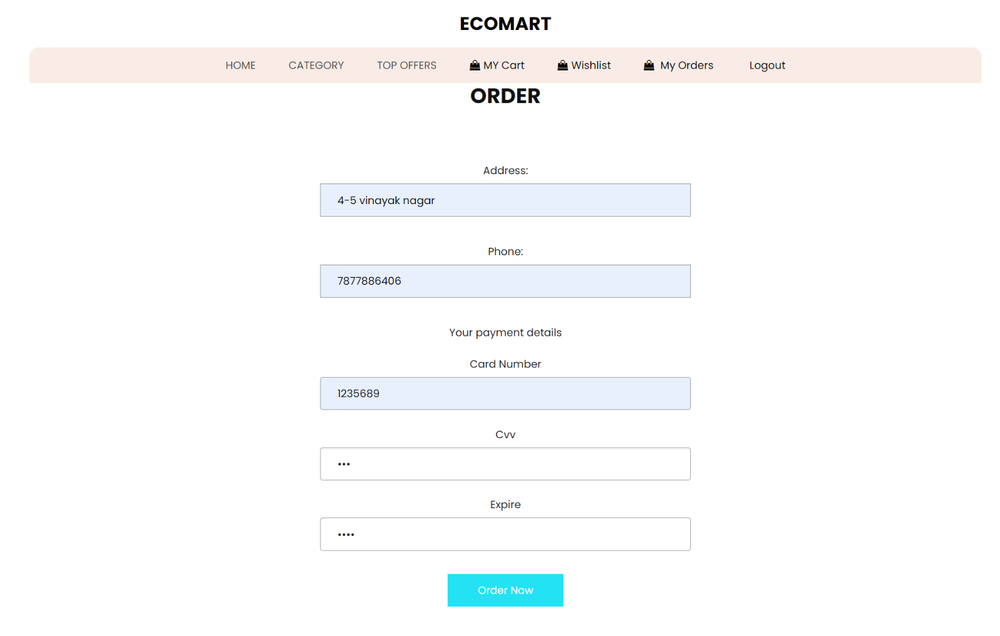 ECOMART
HOME CATEGORY TOP OFFERS MY Cart Wishlist My Orders Logout
ORDER
Address:
4-5 vinayak nagar
Phone:
7877886406
Your payment details
Card Number
1235689
Cvv
•••
Expire
••••
Order Now